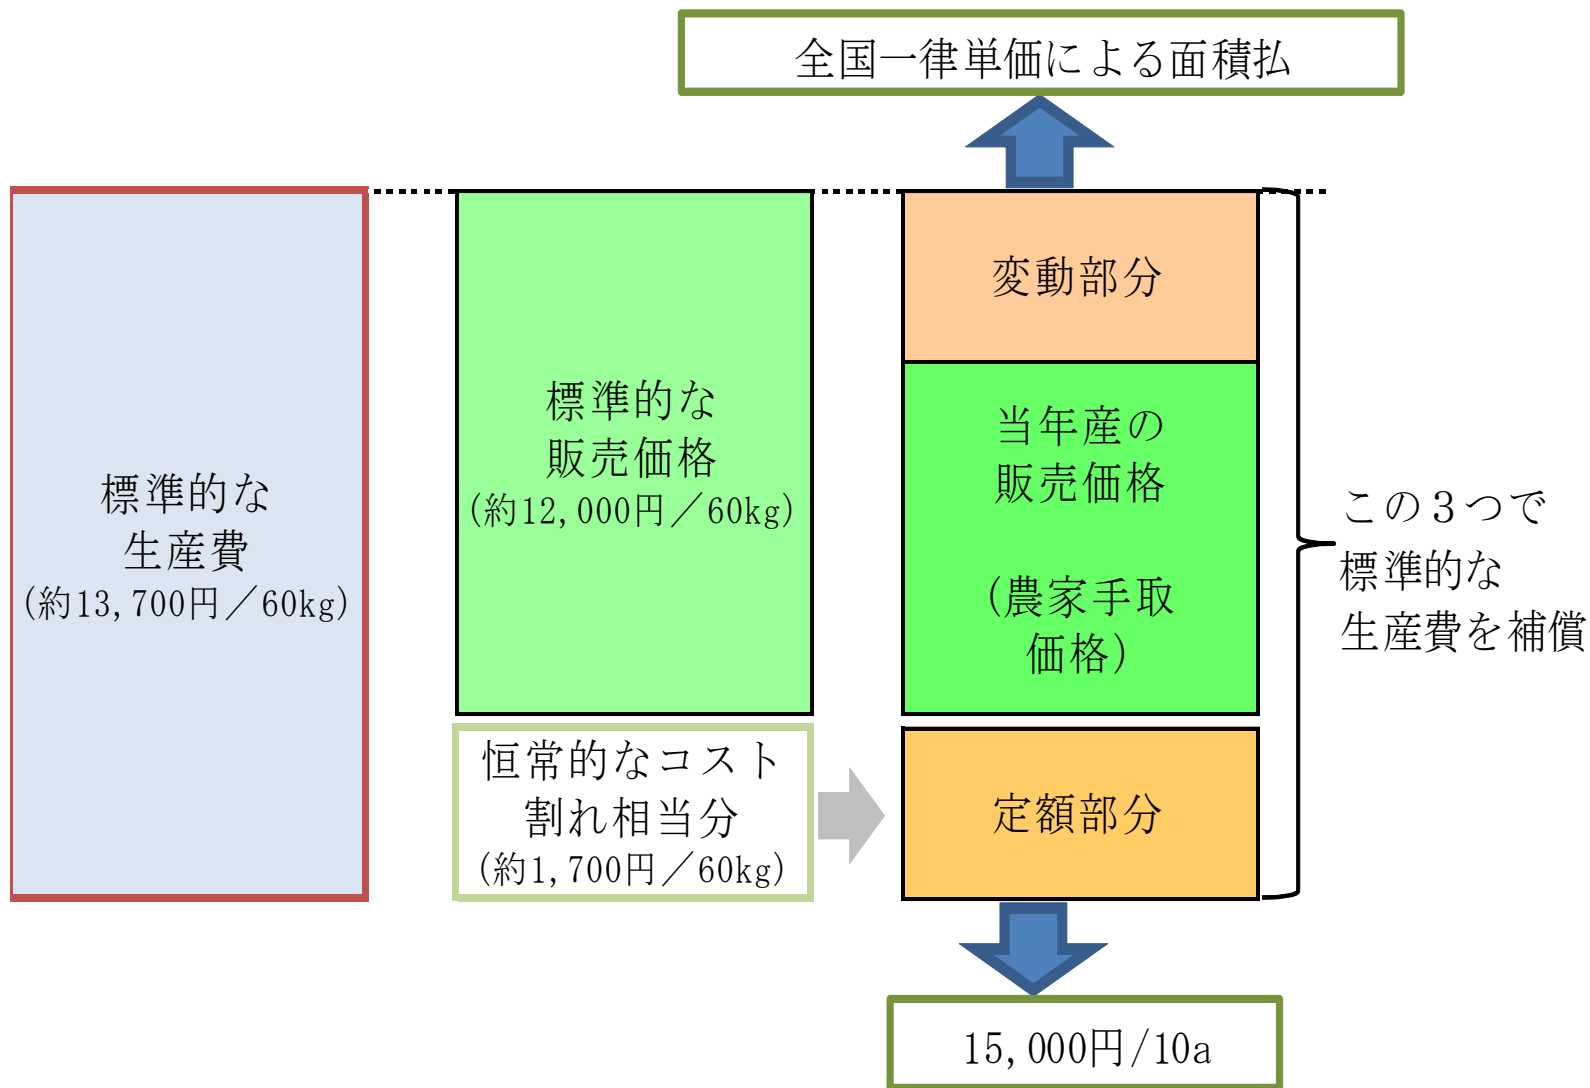 全国一律単価による面積払
標準的な
生産費
(約13,700円／60kg)
標準的な
販売価格
(約12,000円／60kg)
恒常的なコスト
割れ相当分
(約1,700円／60kg)
変動部分
当年産の
販売価格
(農家手取
価格)
定額部分
この３つで
標準的な
生産費を補償
15,000円/10a